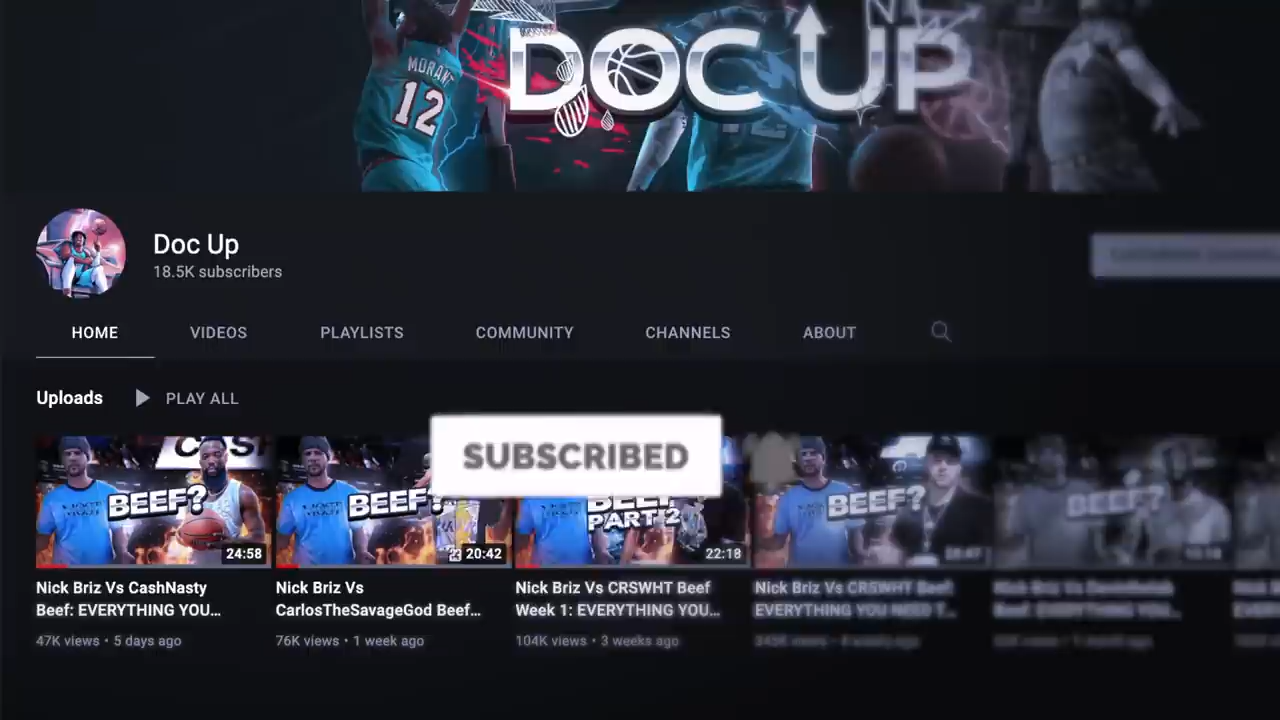 MORANT
12
DOC UP
12
Doc Up
18.5K subscribers
HOME VIDEOS PLAYLISTS COMMUNITY CHANNELS ABOUT
Uploads PLAY ALL
SUBSCRIBED
BEEF? BEEF? BEEF PART 2 BEEF? BEEF?
24:58 20:42 22:18
Nick Briz Vs CashNasty
Beef: EVERYTHING YOU...
47K views • 5 days ago
Nick Briz Vs
CarlosTheSavageGod Beef...
76K views • 1 week ago
Nick Briz Vs CRSWHT Beef
Week 1: EVERYTHING YOU...
104K views • 3 weeks ago
Nick Briz Vs CRSWHT Beef
EVERYTHING YOU NEED T...